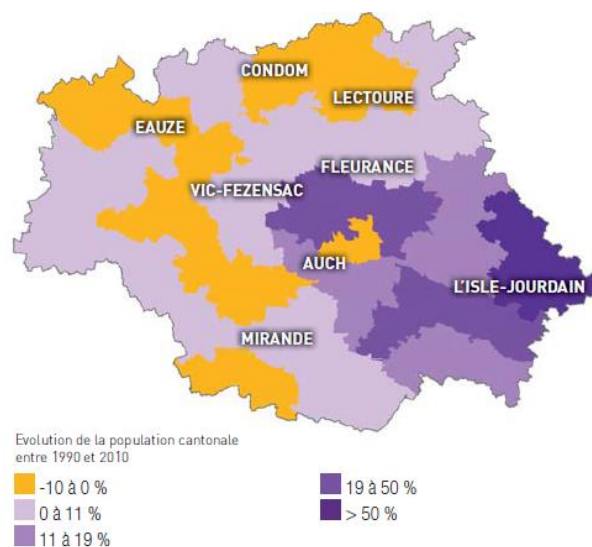 CONDOM
LECTOURE
EAUZE
FLEURANCE
VIC-FEZENSAC
AUCH
L'ISLE-JOURDAIN
MIRANDE
Evolution de la population cantonale
entre 1990 et 2010
-10 à 0 %
0 à 11 %
11 à 19 %
19 à 50 %
> 50 %